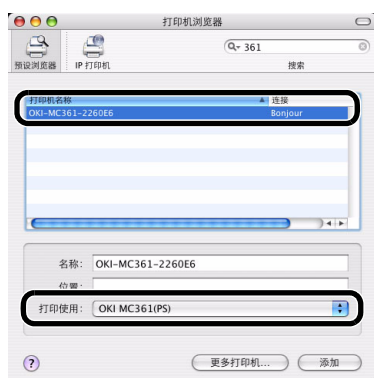 打印机浏览器
361
预设浏览器 IP 打印机 搜索
打印机名称 连接
OKI-MC361-2260E6 Bonjour
名称: OKI-MC361-2260E6
位置:
打印使用: OKI MC361(PS)
? 更多打印机... 添加